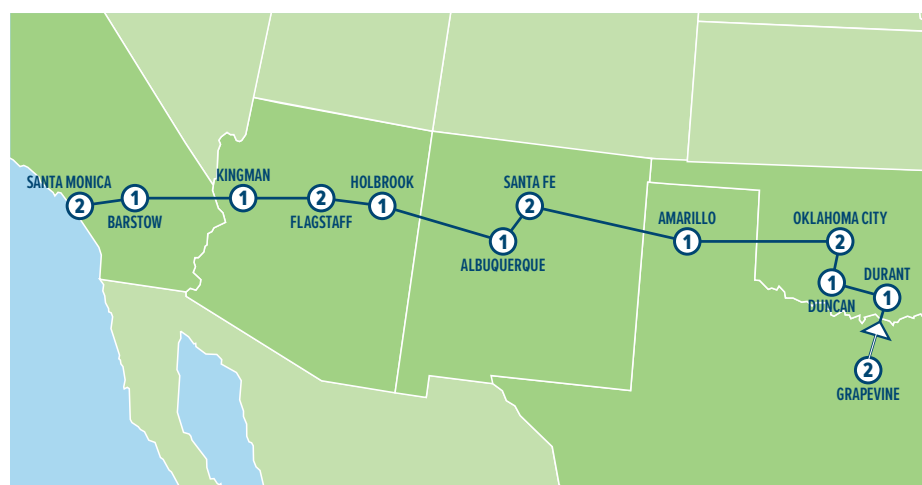 KINGMAN
HOLBROOK
SANTA FE
SANTA MONICA
2
1
1
2
1
BARSTOW
FLAGSTAFF
2
1
ALBUQUERQUE
AMARILLO
1
OKLAHOMA CITY
2
DURANT
1
DUNCAN
1
2
GRAPEVINE